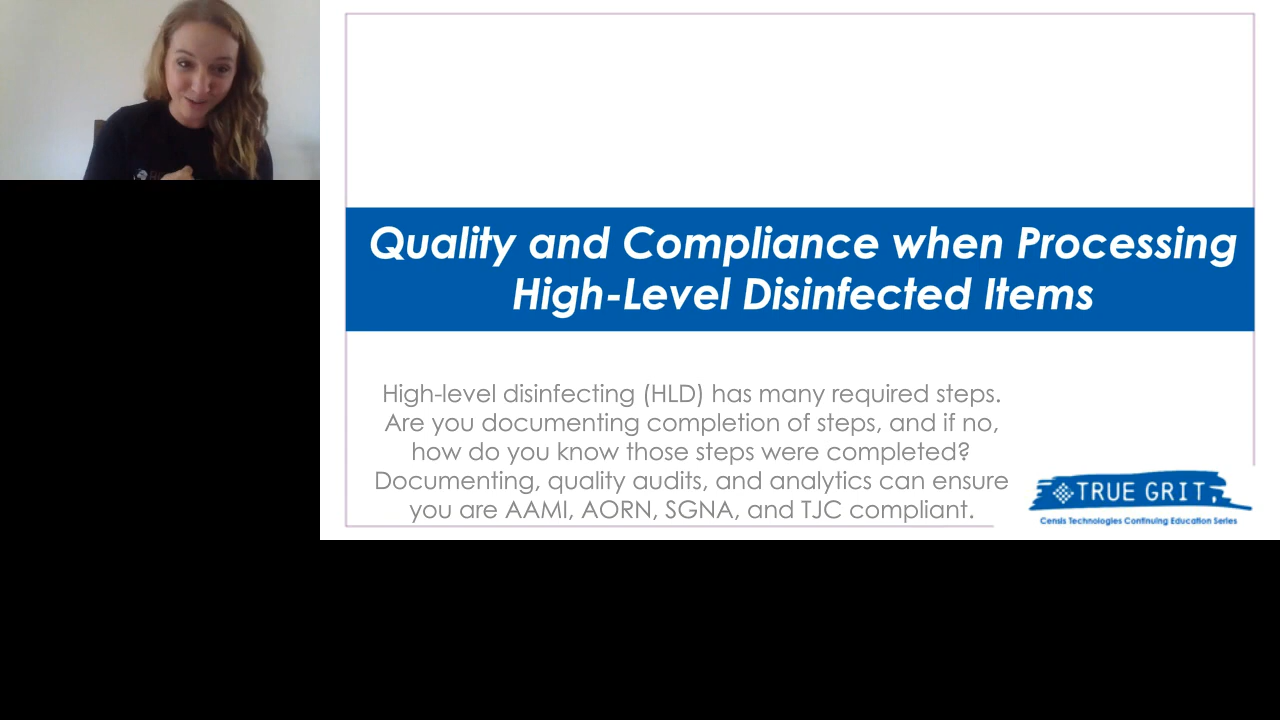 Quality and Compliance when Processing
High-Level Disinfected Items
High-level disinfecting (HLD) has many required steps.
Are you documenting completion of steps, and if no,
how do you know those steps were completed?
Documenting, quality audits, and analytics can ensure
you are AAMI, AORN, SGNA, and TJC compliant.
TRUE GRIT
Censis Technologies Continuing Education Series